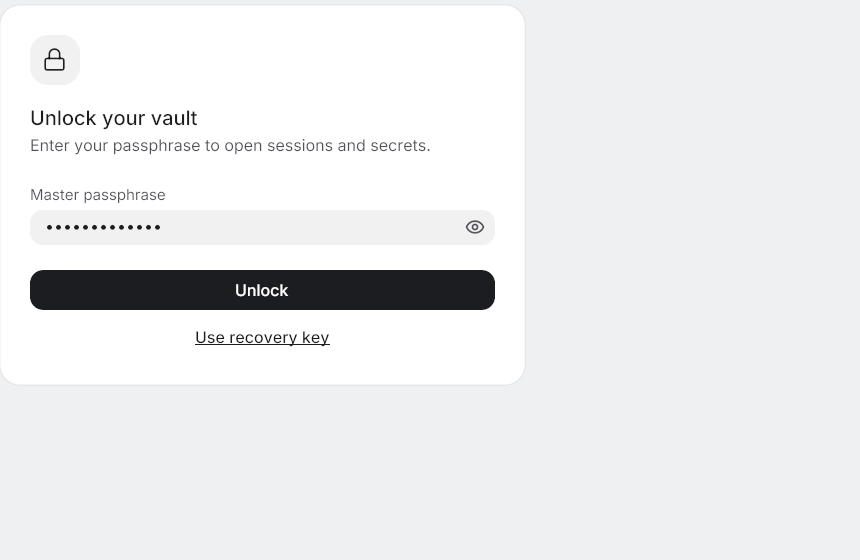 Unlock your vault
Enter your passphrase to open sessions and secrets.
Master passphrase
•••••••••••••
Unlock
Use recovery key